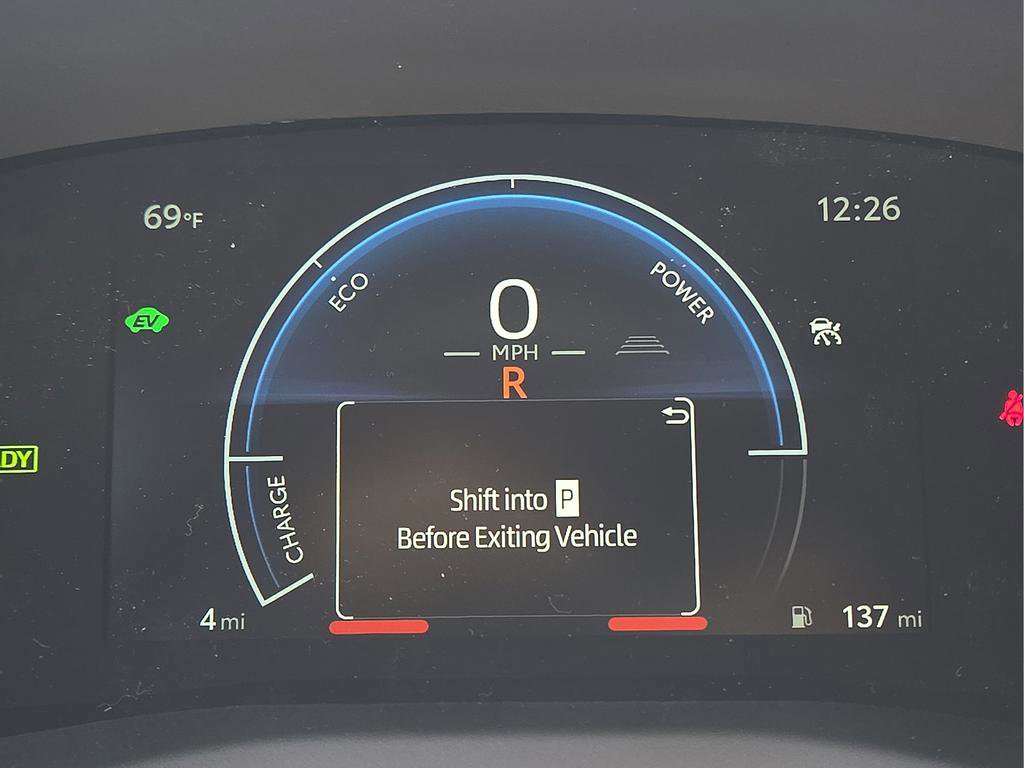 69°F
12:26
ECO
POWER
EV
0
MPH
R
DY
Shift into P
Before Exiting Vehicle
CHARGE
4 mi
137 mi